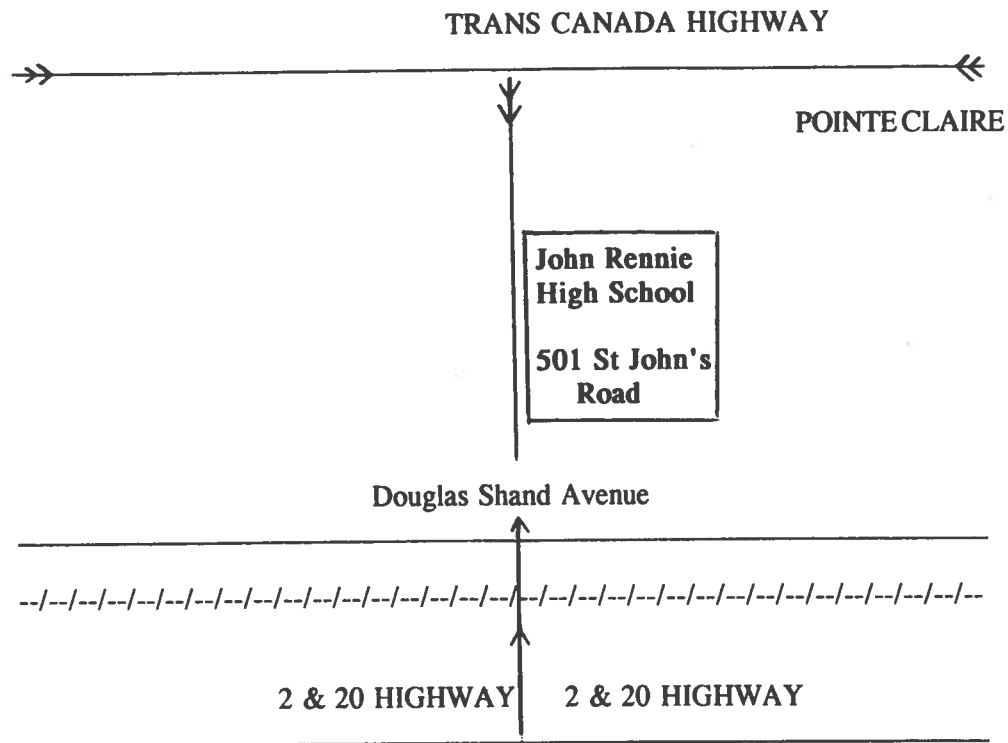 TRANS CANADA HIGHWAY
POINTE CLAIRE
John Rennie
High School
501 St John's
Road
Douglas Shand Avenue
2 & 20 HIGHWAY 2 & 20 HIGHWAY